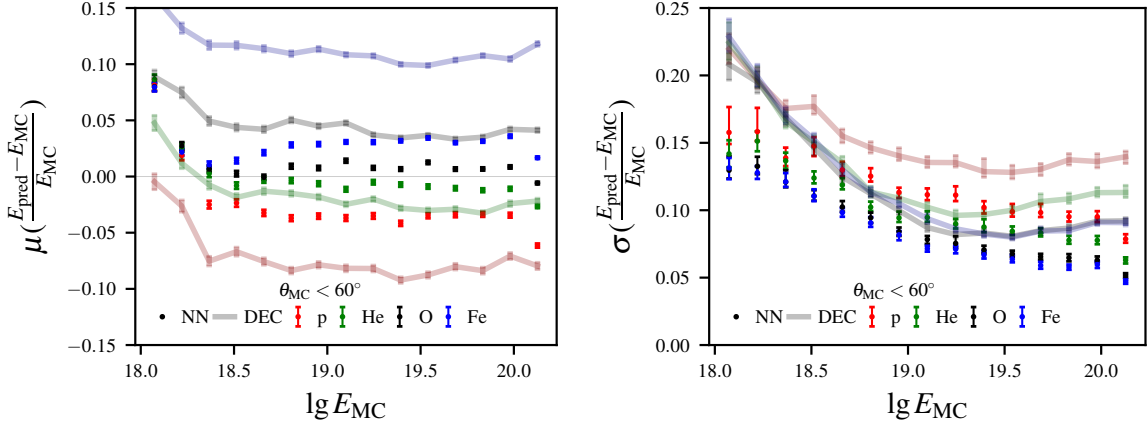 0.15
0.10
0.05
0.00
−0.05
−0.10
−0.15
μ(E_pred−E_MC / E_MC)
θ_MC < 60°
NN DEC p He O Fe
18.0 18.5 19.0 19.5 20.0
lg E_MC
0.25
0.20
0.15
0.10
0.05
0.00
σ(E_pred−E_MC / E_MC)
θ_MC < 60°
NN DEC p He O Fe
18.0 18.5 19.0 19.5 20.0
lg E_MC